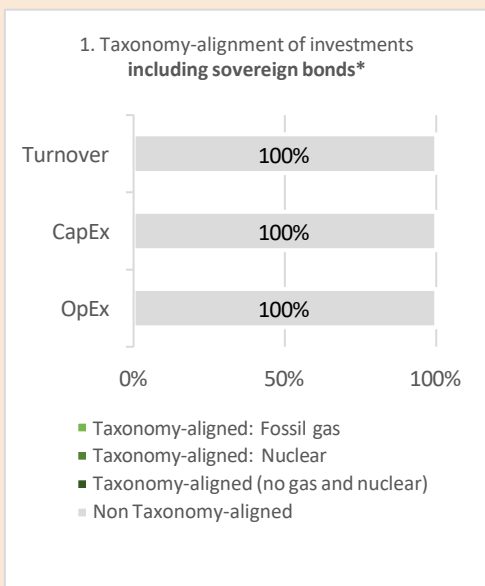 1. Taxonomy-alignment of investments
including sovereign bonds*
Turnover
100%
CapEx
100%
OpEx
100%
0%
50%
100%
Taxonomy-aligned: Fossil gas
Taxonomy-aligned: Nuclear
Taxonomy-aligned (no gas and nuclear)
Non Taxonomy-aligned